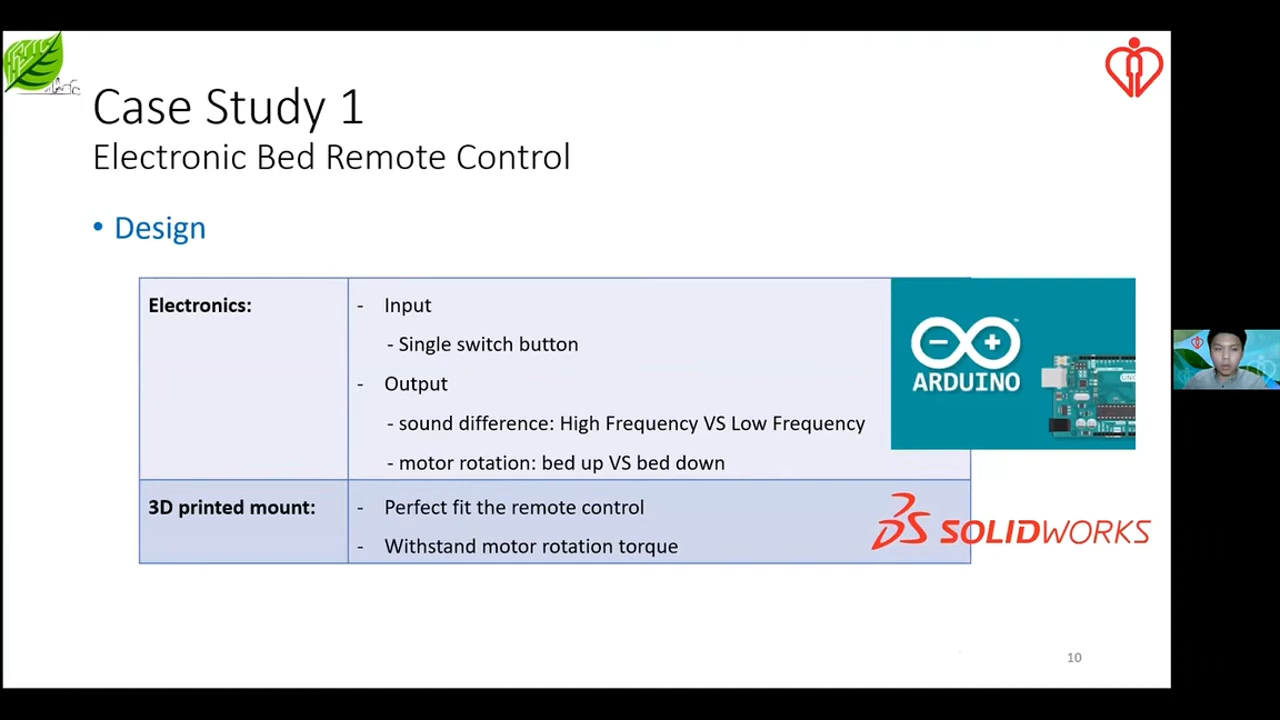 Case Study 1
Electronic Bed Remote Control
• Design
Electronics:
- Input
- Single switch button
- Output
- sound difference: High Frequency VS Low Frequency
- motor rotation: bed up VS bed down
ARDUINO
™
UNO
3D printed mount:
- Perfect fit the remote control
- Withstand motor rotation torque
SOLIDWORKS
10